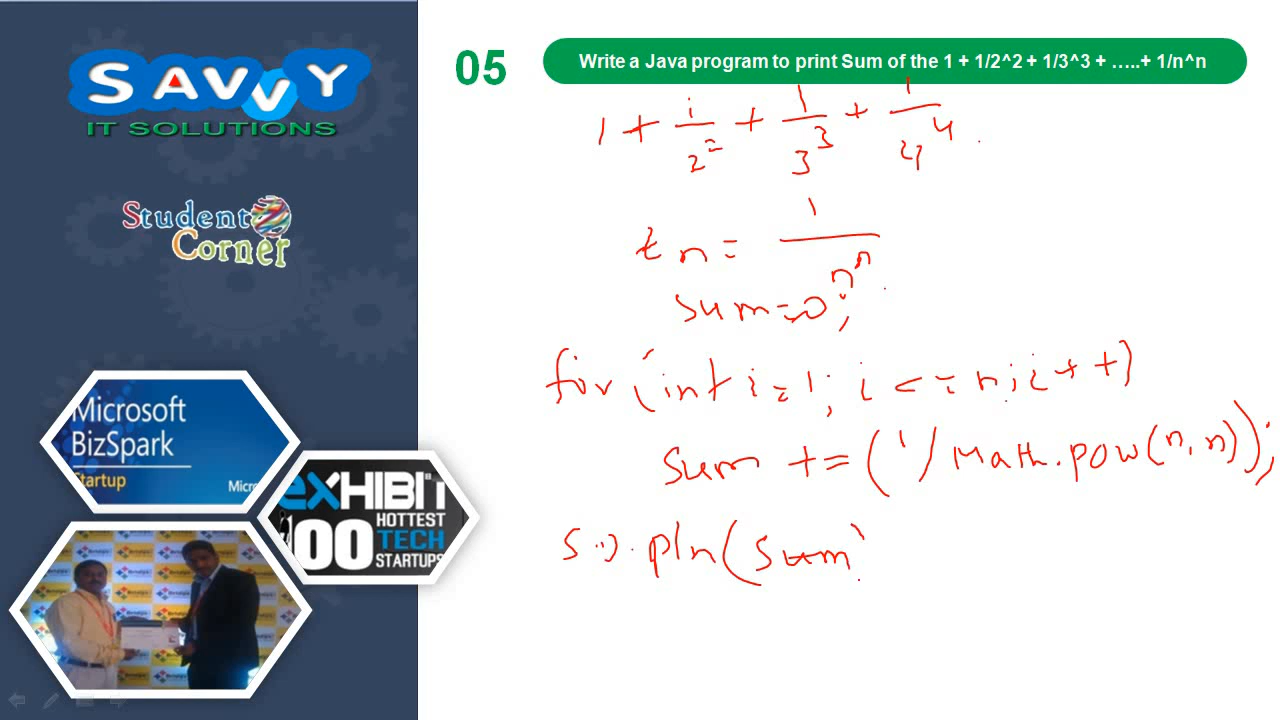 SAVVY
IT SOLUTIONS
Student
Corner
Microsoft
BizSpark
Startup
Micro
eXHIBIT
100
HOTTEST
TECH
STARTUPS
05
Write a Java program to print Sum of the 1 + 1/2^2 + 1/3^3 + …..+ 1/n^n
1 + 1/2^2 + 1/3^3 + 1/4^4
tn = 1/n^n
sum=0;
for (int i=1; i<=n; i++)
sum += (1/Math.pow(n,n));
S.o.pln(sum)